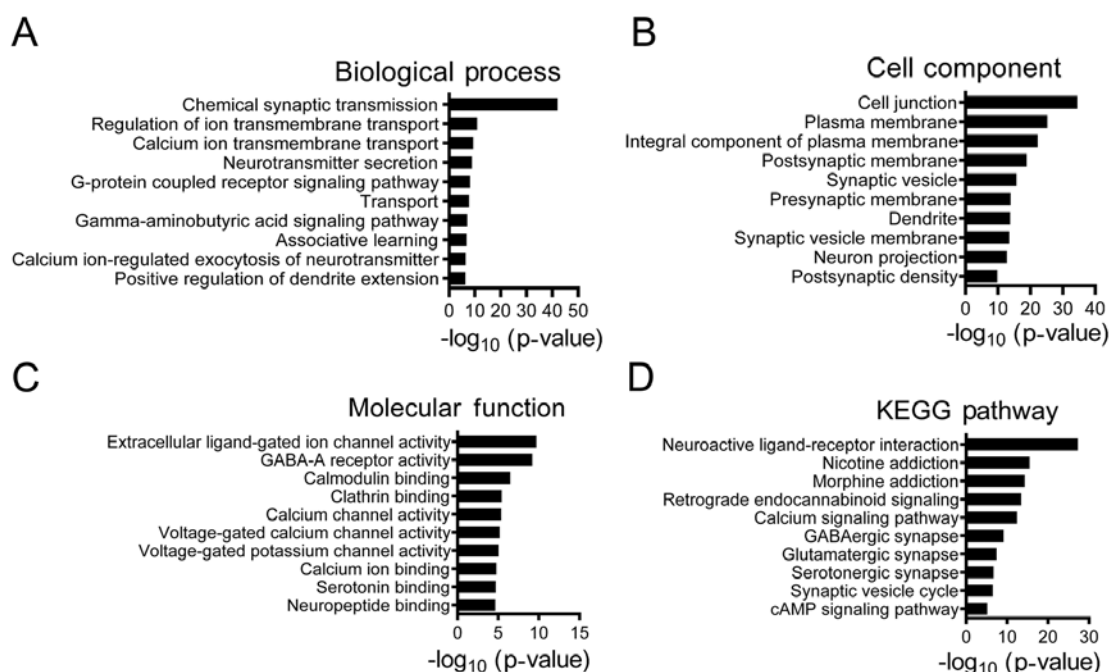 A
Biological process
Chemical synaptic transmission
Regulation of ion transmembrane transport
Calcium ion transmembrane transport
Neurotransmitter secretion
G-protein coupled receptor signaling pathway
Transport
Gamma-aminobutyric acid signaling pathway
Associative learning
Calcium ion-regulated exocytosis of neurotransmitter
Positive regulation of dendrite extension
0 10 20 30 40 50
-log10 (p-value)
B
Cell component
Cell junction
Plasma membrane
Integral component of plasma membrane
Postsynaptic membrane
Synaptic vesicle
Presynaptic membrane
Dendrite
Synaptic vesicle membrane
Neuron projection
Postsynaptic density
0 10 20 30 40
-log10 (p-value)
C
Molecular function
Extracellular ligand-gated ion channel activity
GABA-A receptor activity
Calmodulin binding
Clathrin binding
Calcium channel activity
Voltage-gated calcium channel activity
Voltage-gated potassium channel activity
Calcium ion binding
Serotonin binding
Neuropeptide binding
0 5 10 15
-log10 (p-value)
D
KEGG pathway
Neuroactive ligand-receptor interaction
Nicotine addiction
Morphine addiction
Retrograde endocannabinoid signaling
Calcium signaling pathway
GABAergic synapse
Glutamatergic synapse
Serotonergic synapse
Synaptic vesicle cycle
cAMP signaling pathway
0 10 20 30
-log10 (p-value)